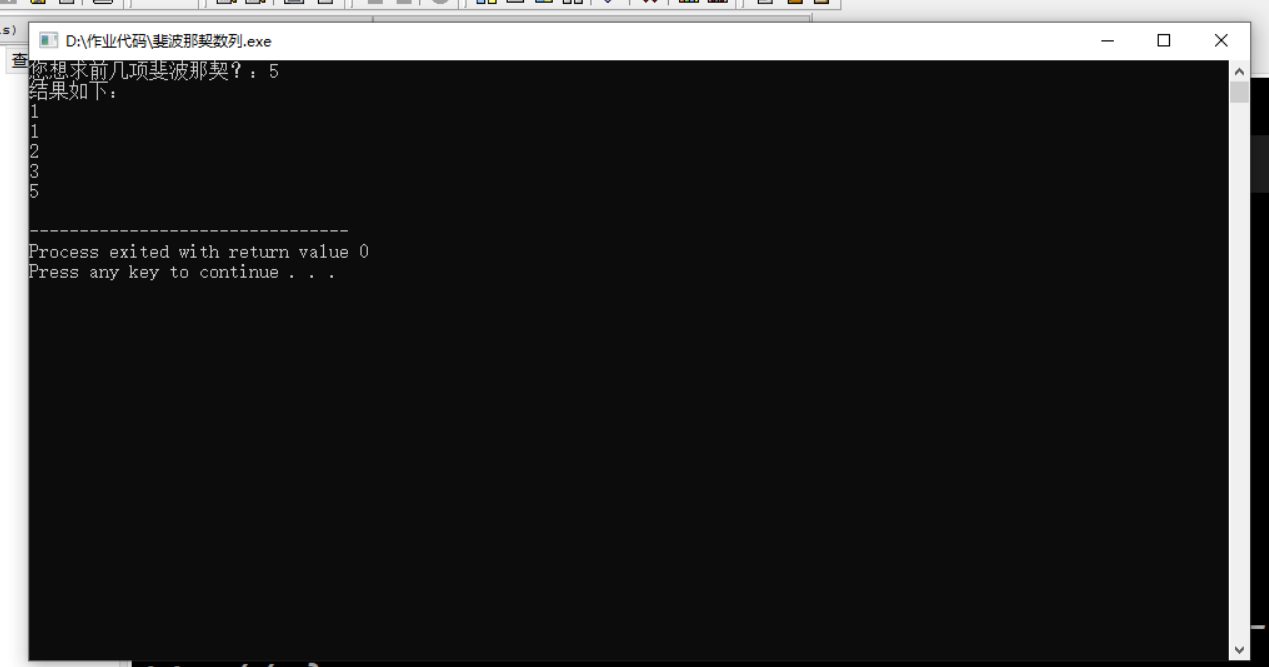 s)
D:\作业代码\斐波那契数列.exe
查
您想求前几项斐波那契?：5
结果如下：
1
1
2
3
5
--------------------------------
Process exited with return value 0
Press any key to continue . . .